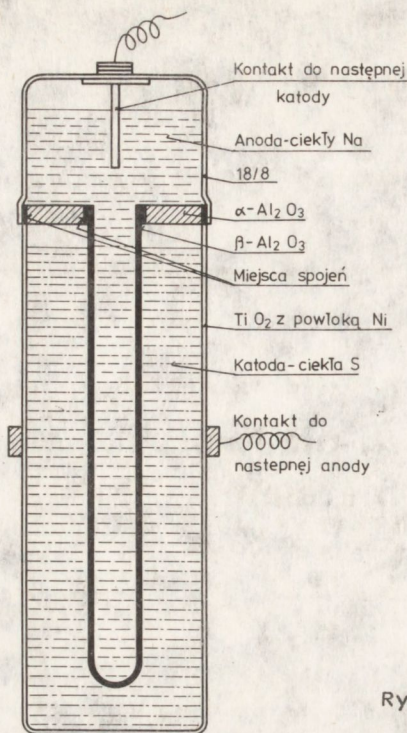 Kontakt do następnej
katody
Anoda-ciekły Na
18/8
α-Al₂O₃
β-Al₂O₃
Miejsca spojeń
TiO₂ z powłoką Ni
Katoda-ciekła S
Kontakt do
nastepnej anody
Ry